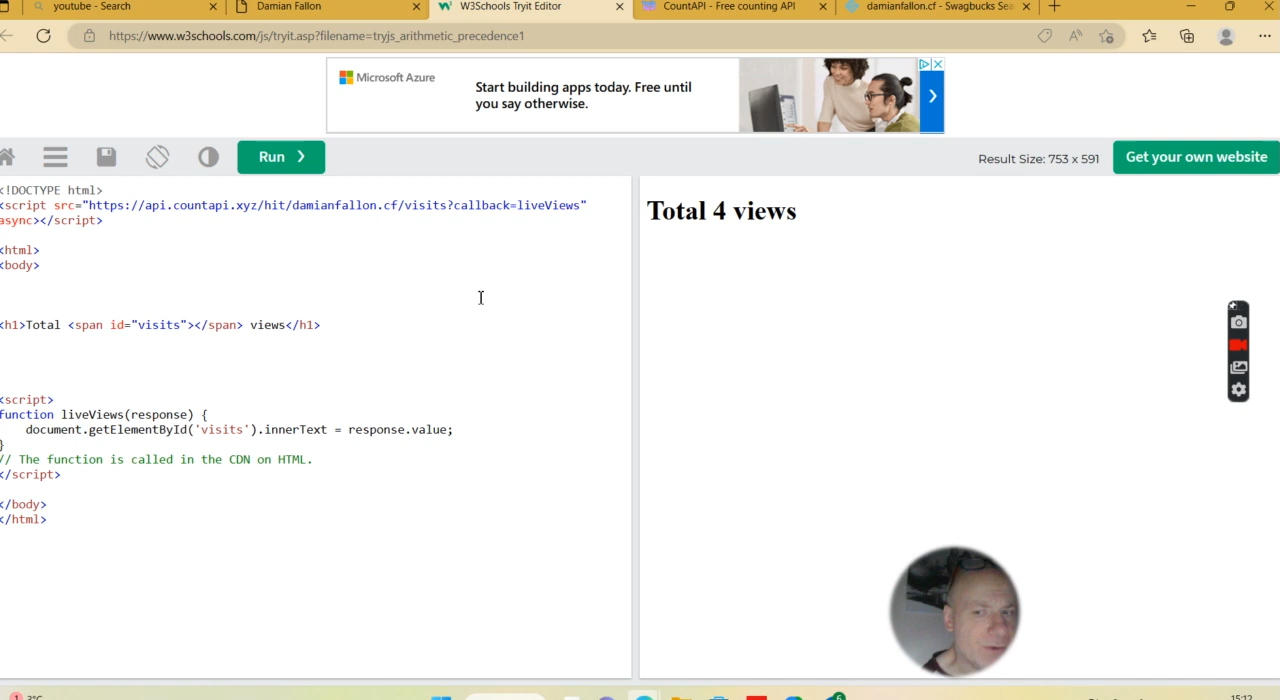 youtube - Search
Damian Fallon
W3Schools Tryit Editor
CountAPI - Free counting API
damianfallon.cf - Swagbucks Sea
https://www.w3schools.com/js/tryit.asp?filename=tryjs_arithmetic_precedence1
Microsoft Azure
Start building apps today. Free until
you say otherwise.
Run ❯
Result Size: 753 x 591
Get your own website
<!DOCTYPE html>
<script src="https://api.countapi.xyz/hit/damianfallon.cf/visits?callback=liveViews"
async></script>
<html>
<body>
<h1>Total <span id="visits"></span> views</h1>
<script>
function liveViews(response) {
document.getElementById('visits').innerText = response.value;
}
// The function is called in the CDN on HTML.
</script>
</body>
</html>
Total 4 views
1
3°C
6
15:12